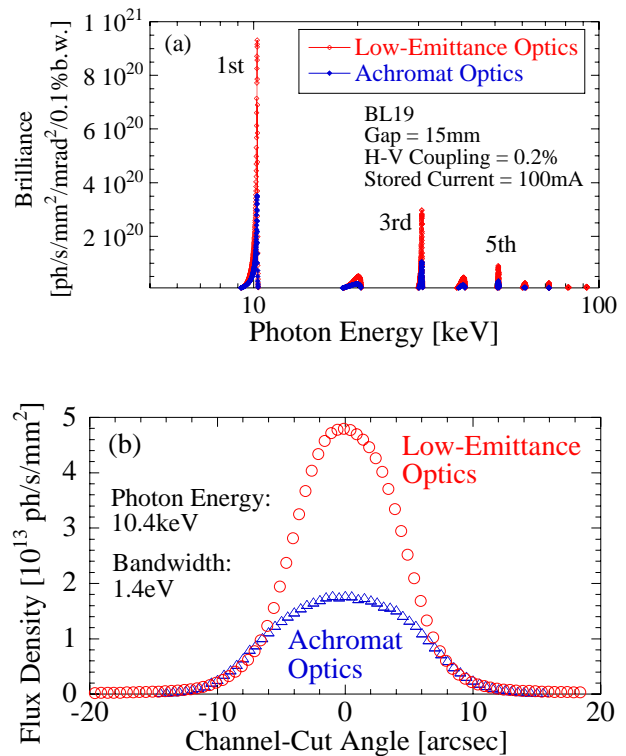 (a)
Low-Emittance Optics
Achromat Optics
1 10²¹
8 10²⁰
6 10²⁰
4 10²⁰
2 10²⁰
Brilliance
[ph/s/mm²/mrad²/0.1%b.w.]
1st
BL19
Gap = 15mm
H-V Coupling = 0.2%
Stored Current = 100mA
3rd
5th
10
100
Photon Energy [keV]
(b)
Low-Emittance
Optics
Photon Energy:
10.4keV
Bandwidth:
1.4eV
Achromat
Optics
5
4
3
2
1
0
Flux Density [10¹³ ph/s/mm²]
-20
-10
0
10
20
Channel-Cut Angle [arcsec]